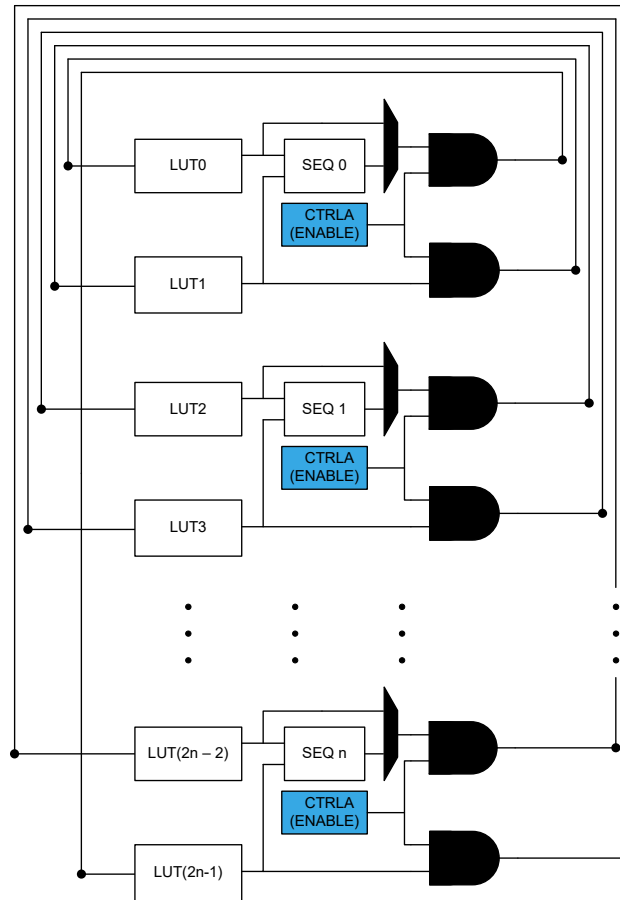 LUT0
SEQ 0
CTRLA
(ENABLE)
LUT1
LUT2
SEQ 1
CTRLA
(ENABLE)
LUT3
LUT(2n – 2)
SEQ n
CTRLA
(ENABLE)
LUT(2n-1)